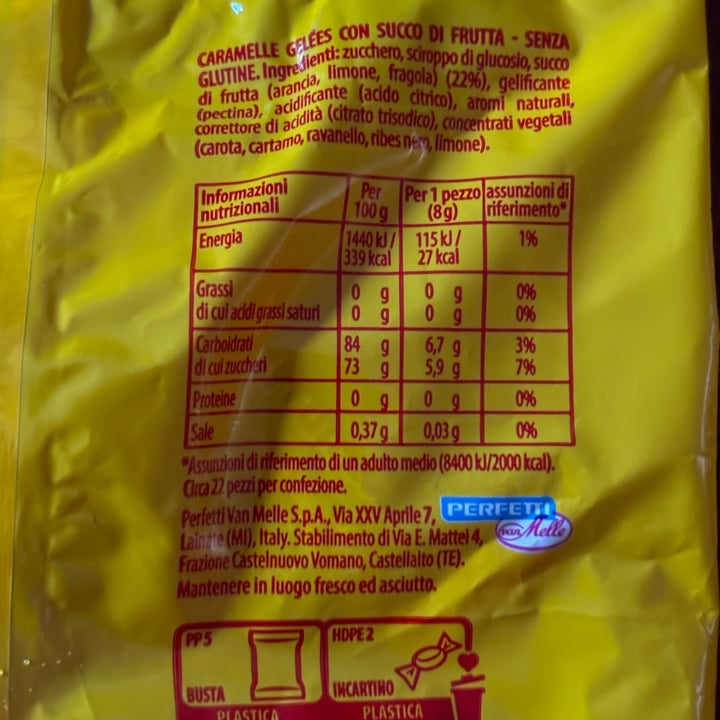 CARAMELLE GELÉES CON SUCCO DI FRUTTA - SENZA
GLUTINE. Ingredienti: zucchero, sciroppo di glucosio, succo
di frutta (arancia, limone, fragola) (22%), gelificante
(pectina), acidificante (acido citrico), aromi naturali,
correttore di acidità (citrato trisodico), concentrati vegetali
(carota, cartamo, ravanello, ribes nero, limone).
Informazioni nutrizionali Per 100 g Per 1 pezzo (8 g) assunzioni di riferimento*
Energia 1440 kJ / 339 kcal 115 kJ / 27 kcal 1%
Grassi 0 g 0 g 0%
di cui acidi grassi saturi 0 g 0 g 0%
Carboidrati 84 g 6,7 g 3%
di cui zuccheri 73 g 5,9 g 7%
Proteine 0 g 0 g 0%
Sale 0,37 g 0,03 g 0%
*Assunzioni di riferimento di un adulto medio (8400 kJ/2000 kcal).
Circa 22 pezzi per confezione.
Perfetti Van Melle S.p.A., Via XXV Aprile 7,
Lainate (MI), Italy. Stabilimento di Via E. Mattei 4,
Frazione Castelnuovo Vomano, Castellalto (TE).
Mantenere in luogo fresco ed asciutto.
PERFETTI
van Melle
PP 5 HDPE 2
BUSTA INCARTINO
PLASTICA PLASTICA